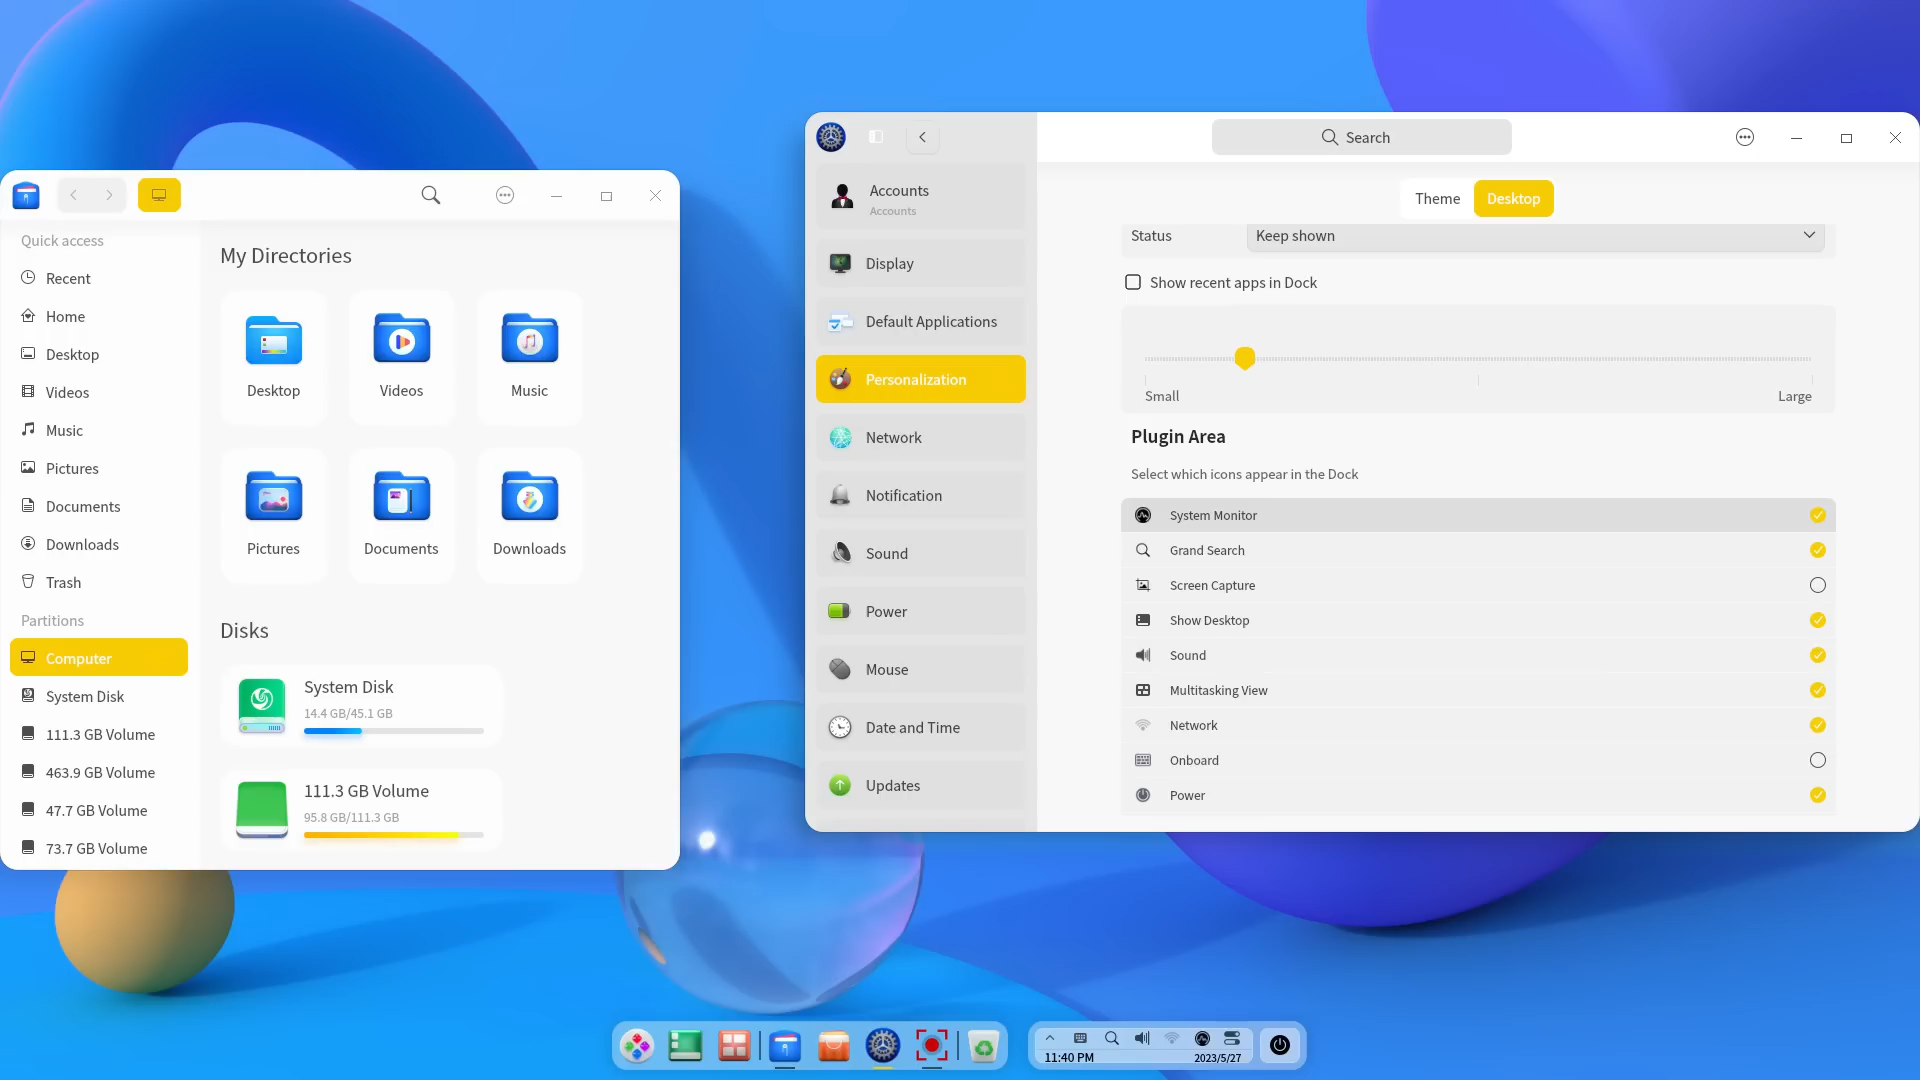 Quick access
Recent
Home
Desktop
Videos
Music
Pictures
Documents
Downloads
Trash
Partitions
Computer
System Disk
111.3 GB Volume
463.9 GB Volume
47.7 GB Volume
73.7 GB Volume
My Directories
Desktop
Videos
Music
Pictures
Documents
Downloads
Disks
System Disk
14.4 GB/45.1 GB
111.3 GB Volume
95.8 GB/111.3 GB
Accounts
Accounts
Display
Default Applications
Personalization
Network
Notification
Sound
Power
Mouse
Date and Time
Updates
Search
Theme
Desktop
Status
Keep shown
Show recent apps in Dock
Small
Large
Plugin Area
Select which icons appear in the Dock
System Monitor
Grand Search
Screen Capture
Show Desktop
Sound
Multitasking View
Network
Onboard
Power
11:40 PM
2023/5/27